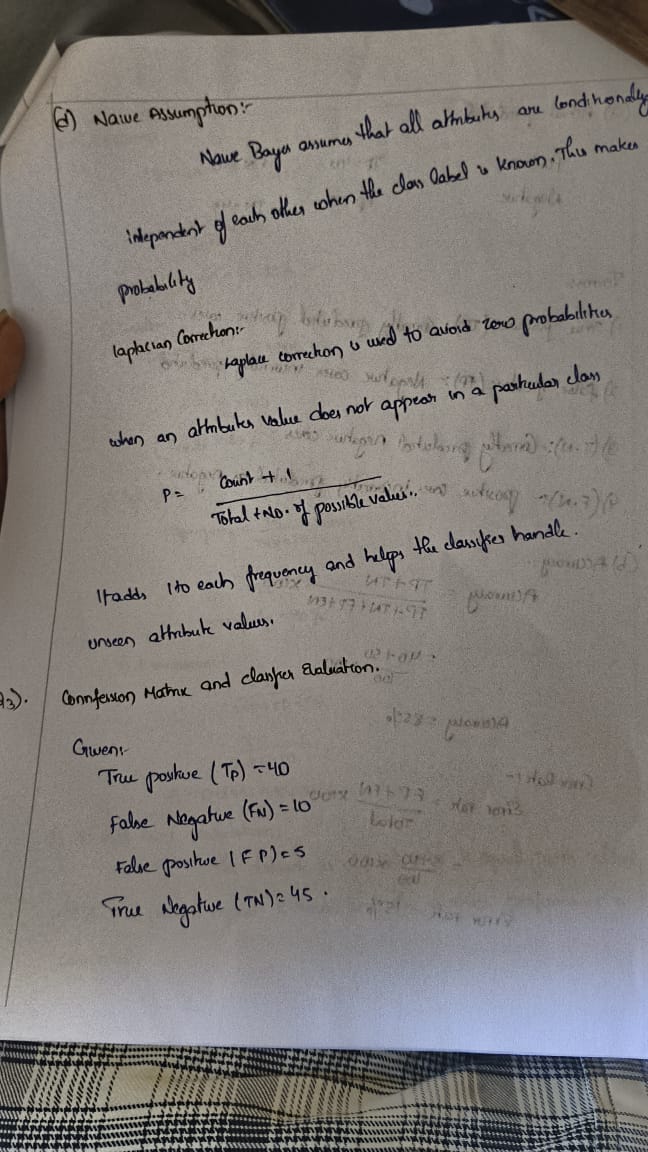 (d) Naive Assumption:-
Naive Bayes assumes that all attributes are conditionally
independent of each other when the class label is known. This makes
probability
laplacian Correction:-
Laplace correction is used to avoid zero probabilities
when an attributes value does not appear in a particular class
P = Count + 1
Total + No. of possible values..
It adds 1 to each frequency and helps the classifier handle.
unseen attribute values.
3). Connfession Matrix and classifier Evaluation.
Given:-
True positive (TP) = 40
False Negative (FN) = 10
False positive (FP) = 5
True Negative (TN) = 45.